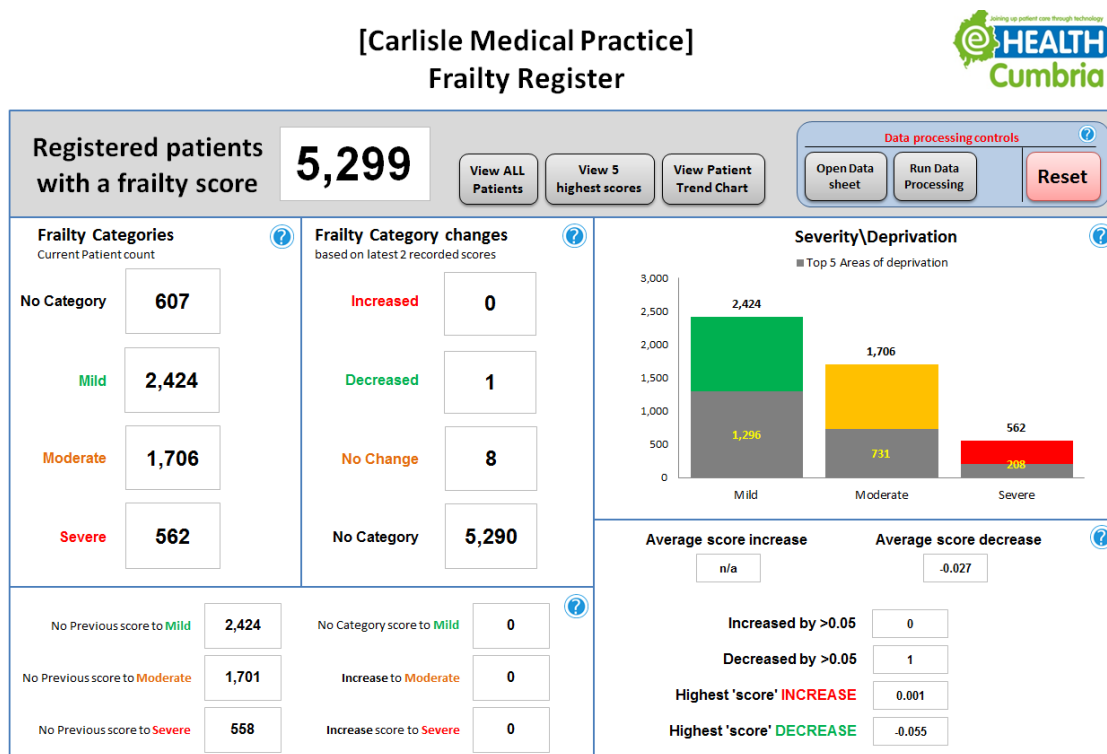 [Carlisle Medical Practice]
Frailty Register
Joining up patient care through technology
e HEALTH
Cumbria
Registered patients
with a frailty score
5,299
View ALL
Patients
View 5
highest scores
View Patient
Trend Chart
Data processing controls
?
Open Data
sheet
Run Data
Processing
Reset
Frailty Categories
?
Current Patient count
No Category 607
Mild 2,424
Moderate 1,706
Severe 562
Frailty Category changes
?
based on latest 2 recorded scores
Increased 0
Decreased 1
No Change 8
No Category 5,290
Severity\Deprivation
?
Top 5 Areas of deprivation
3,000
2,500
2,000
1,500
1,000
500
0
2,424
1,296
1,706
731
562
208
Mild Moderate Severe
?
No Previous score to Mild 2,424
No Previous score to Moderate 1,701
No Previous score to Severe 558
No Category score to Mild 0
Increase to Moderate 0
Increase score to Severe 0
?
Average score increase Average score decrease
n/a -0.027
Increased by >0.05 0
Decreased by >0.05 1
Highest 'score' INCREASE 0.001
Highest 'score' DECREASE -0.055